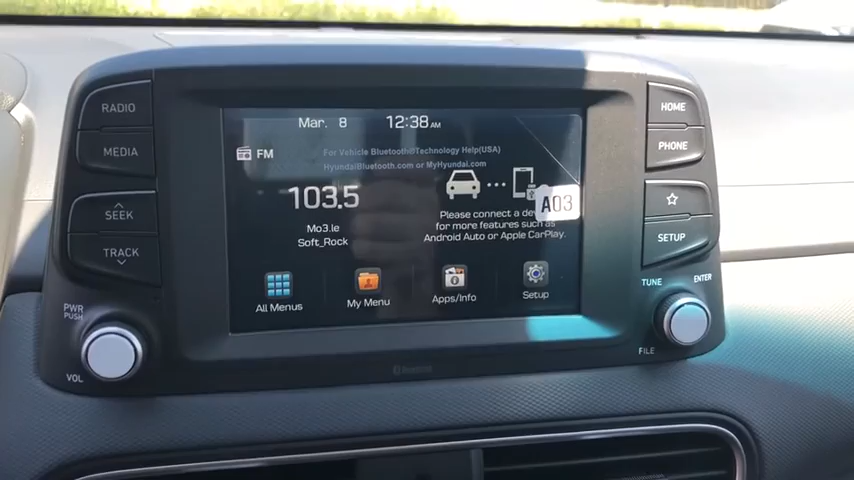 RADIO
MEDIA
SEEK
TRACK
PWR
PUSH
VOL
Mar. 8 12:38AM
FM
For Vehicle Bluetooth®Technology Help(USA)
HyundaiBluetooth.com or MyHyundai.com
103.5
Mo3.1e
Soft_Rock
A03
Please connect a
for more features such as
Android Auto or Apple CarPlay.
All Menus
My Menu
Apps/Info
Setup
HOME
PHONE
SETUP
TUNE
ENTER
FILE
Bluetooth